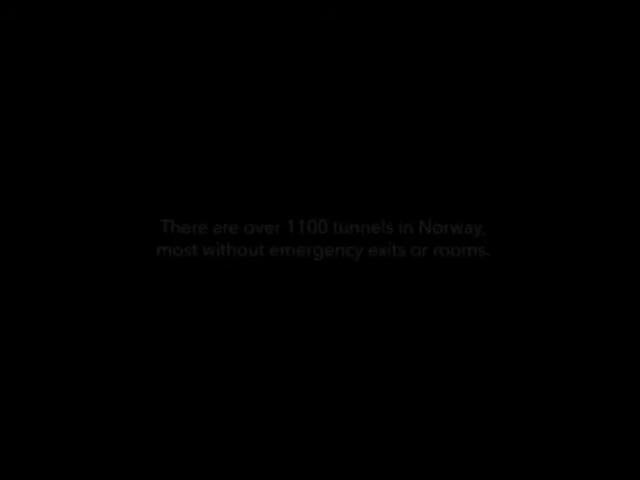 There are over 1100 tunnels in Norway,
most without emergency exits or rooms.